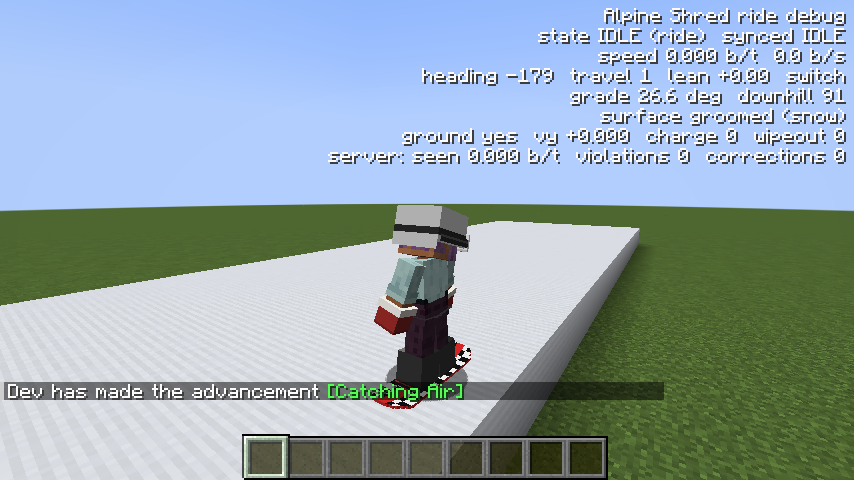 Alpine Shred ride debug
state IDLE (ride) synced IDLE
speed 0.000 b/t 0.0 b/s
heading -179 travel 1 lean +0.00 switch
grade 26.6 deg downhill 91
surface groomed (snow)
ground yes vy +0.000 charge 0 wipeout 0
server: seen 0.000 b/t violations 0 corrections 0
Dev has made the advancement [Catching Air]